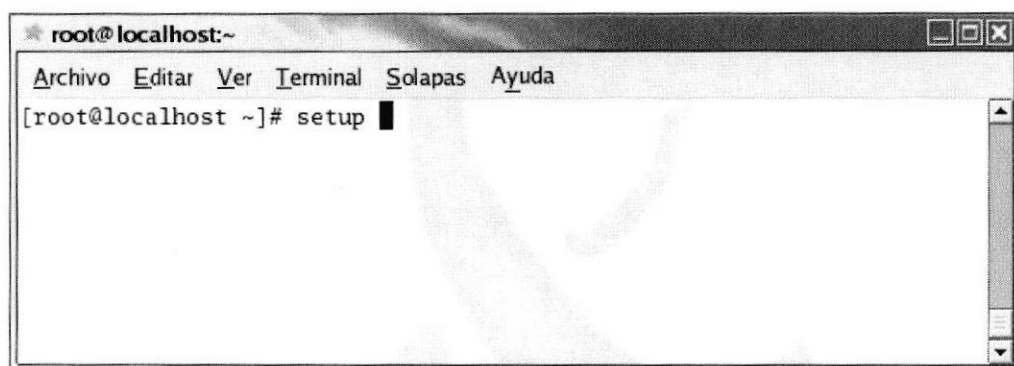 root@localhost:~
Archivo Editar Ver Terminal Solapas Ayuda
[root@localhost ~]# setup